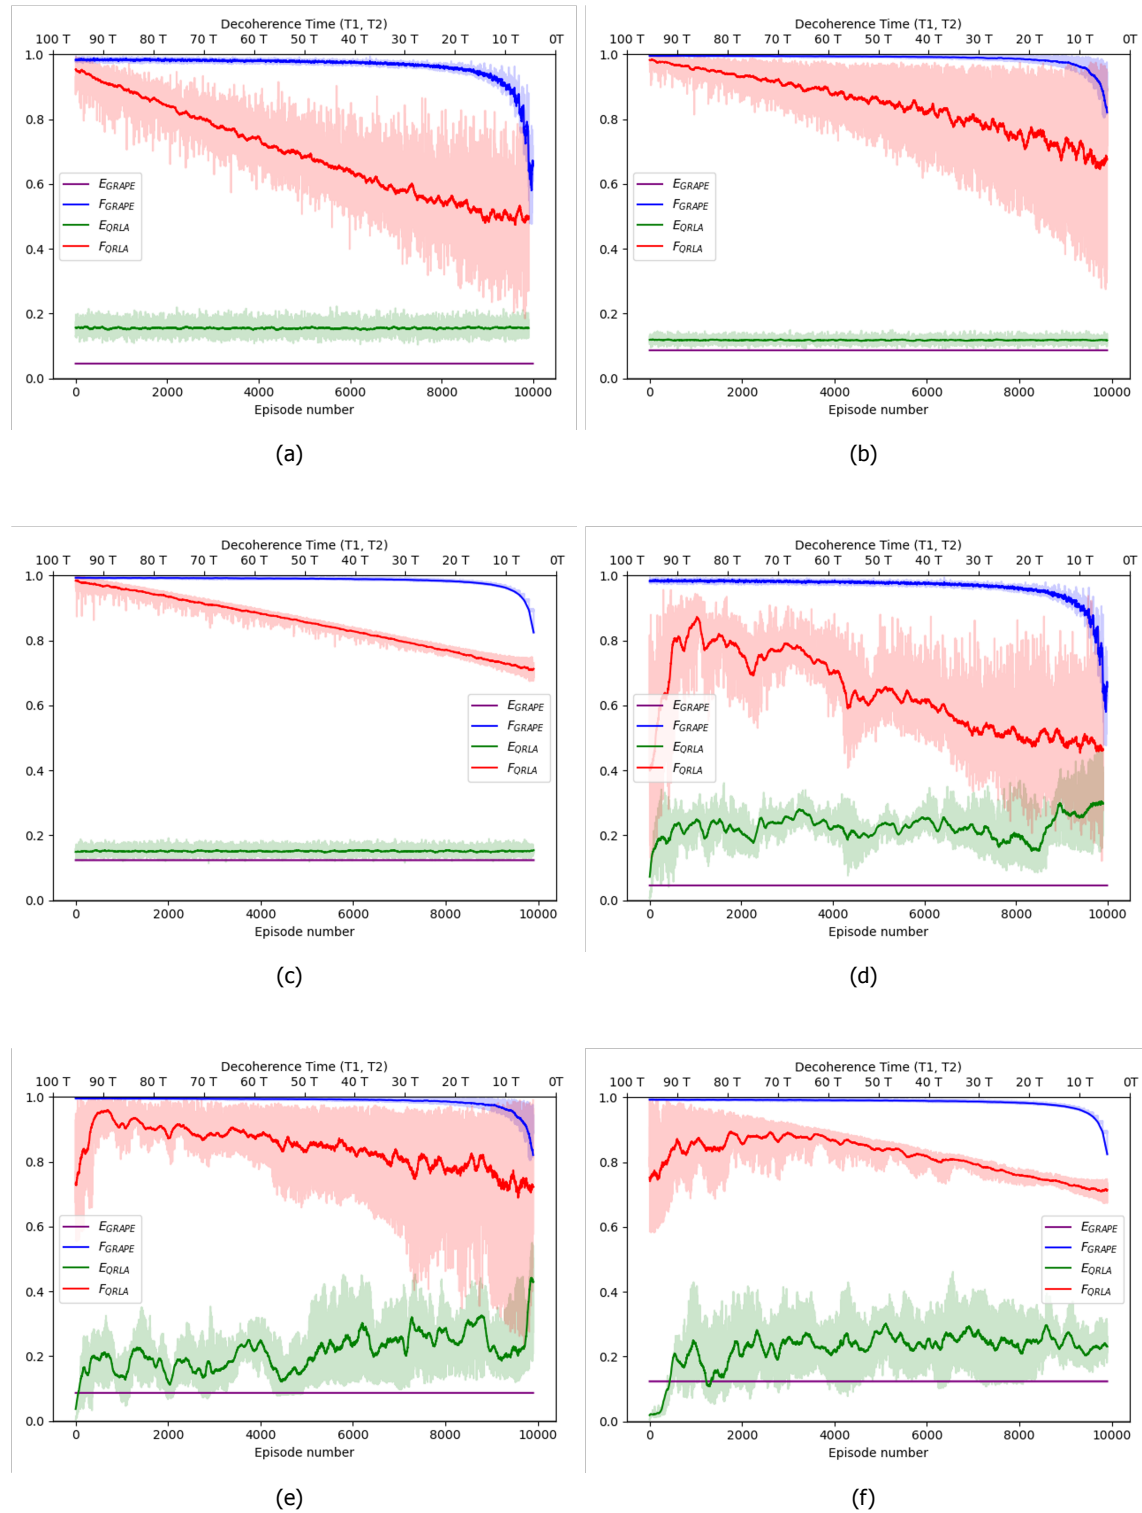 Decoherence Time (T1, T2)
100 T 90 T 80 T 70 T 60 T 50 T 40 T 30 T 20 T 10 T 0T
1.0
0.8
0.6
E_GRAPE
F_GRAPE
E_QRLA
F_QRLA
0.4
0.2
0.0
0 2000 4000 6000 8000 10000
Episode number
(a)
Decoherence Time (T1, T2)
100 T 90 T 80 T 70 T 60 T 50 T 40 T 30 T 20 T 10 T 0T
1.0
0.8
0.6
E_GRAPE
F_GRAPE
E_QRLA
F_QRLA
0.4
0.2
0.0
0 2000 4000 6000 8000 10000
Episode number
(b)
Decoherence Time (T1, T2)
100 T 90 T 80 T 70 T 60 T 50 T 40 T 30 T 20 T 10 T 0T
1.0
0.8
0.6
E_GRAPE
F_GRAPE
E_QRLA
F_QRLA
0.4
0.2
0.0
0 2000 4000 6000 8000 10000
Episode number
(c)
Decoherence Time (T1, T2)
100 T 90 T 80 T 70 T 60 T 50 T 40 T 30 T 20 T 10 T 0T
1.0
0.8
0.6
E_GRAPE
F_GRAPE
E_QRLA
F_QRLA
0.4
0.2
0.0
0 2000 4000 6000 8000 10000
Episode number
(d)
Decoherence Time (T1, T2)
100 T 90 T 80 T 70 T 60 T 50 T 40 T 30 T 20 T 10 T 0T
1.0
0.8
0.6
E_GRAPE
F_GRAPE
E_QRLA
F_QRLA
0.4
0.2
0.0
0 2000 4000 6000 8000 10000
Episode number
(e)
Decoherence Time (T1, T2)
100 T 90 T 80 T 70 T 60 T 50 T 40 T 30 T 20 T 10 T 0T
1.0
0.8
0.6
E_GRAPE
F_GRAPE
E_QRLA
F_QRLA
0.4
0.2
0.0
0 2000 4000 6000 8000 10000
Episode number
(f)